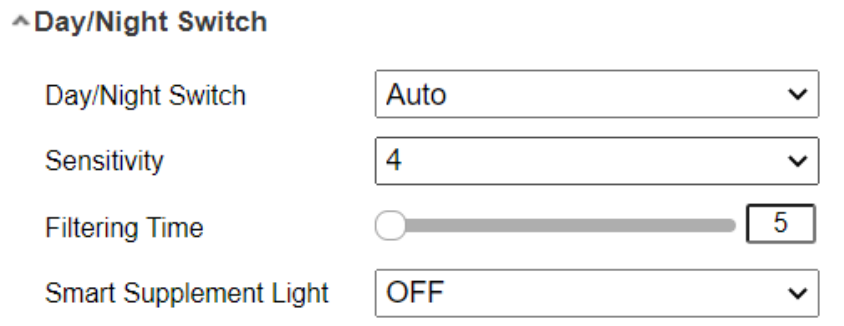 Day/Night Switch
Day/Night Switch Auto
Sensitivity 4
Filtering Time 5
Smart Supplement Light OFF